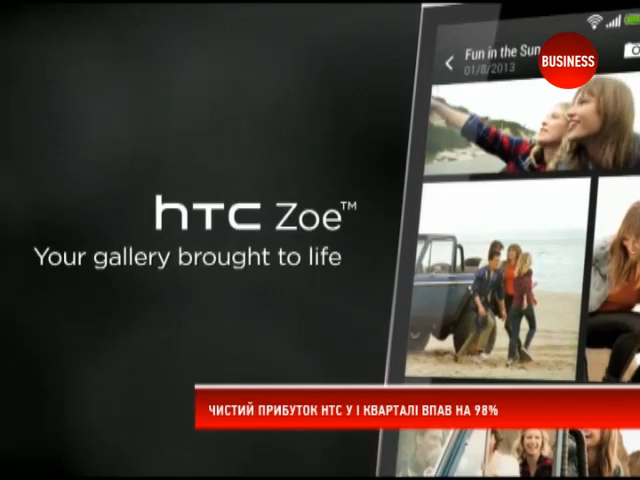 Fun in the Sun
01/8/2013
BUSINESS
hTC Zoe™
Your gallery brought to life
ЧИСТИЙ ПРИБУТОК HTC У I КВАРТАЛІ ВПАВ НА 98%